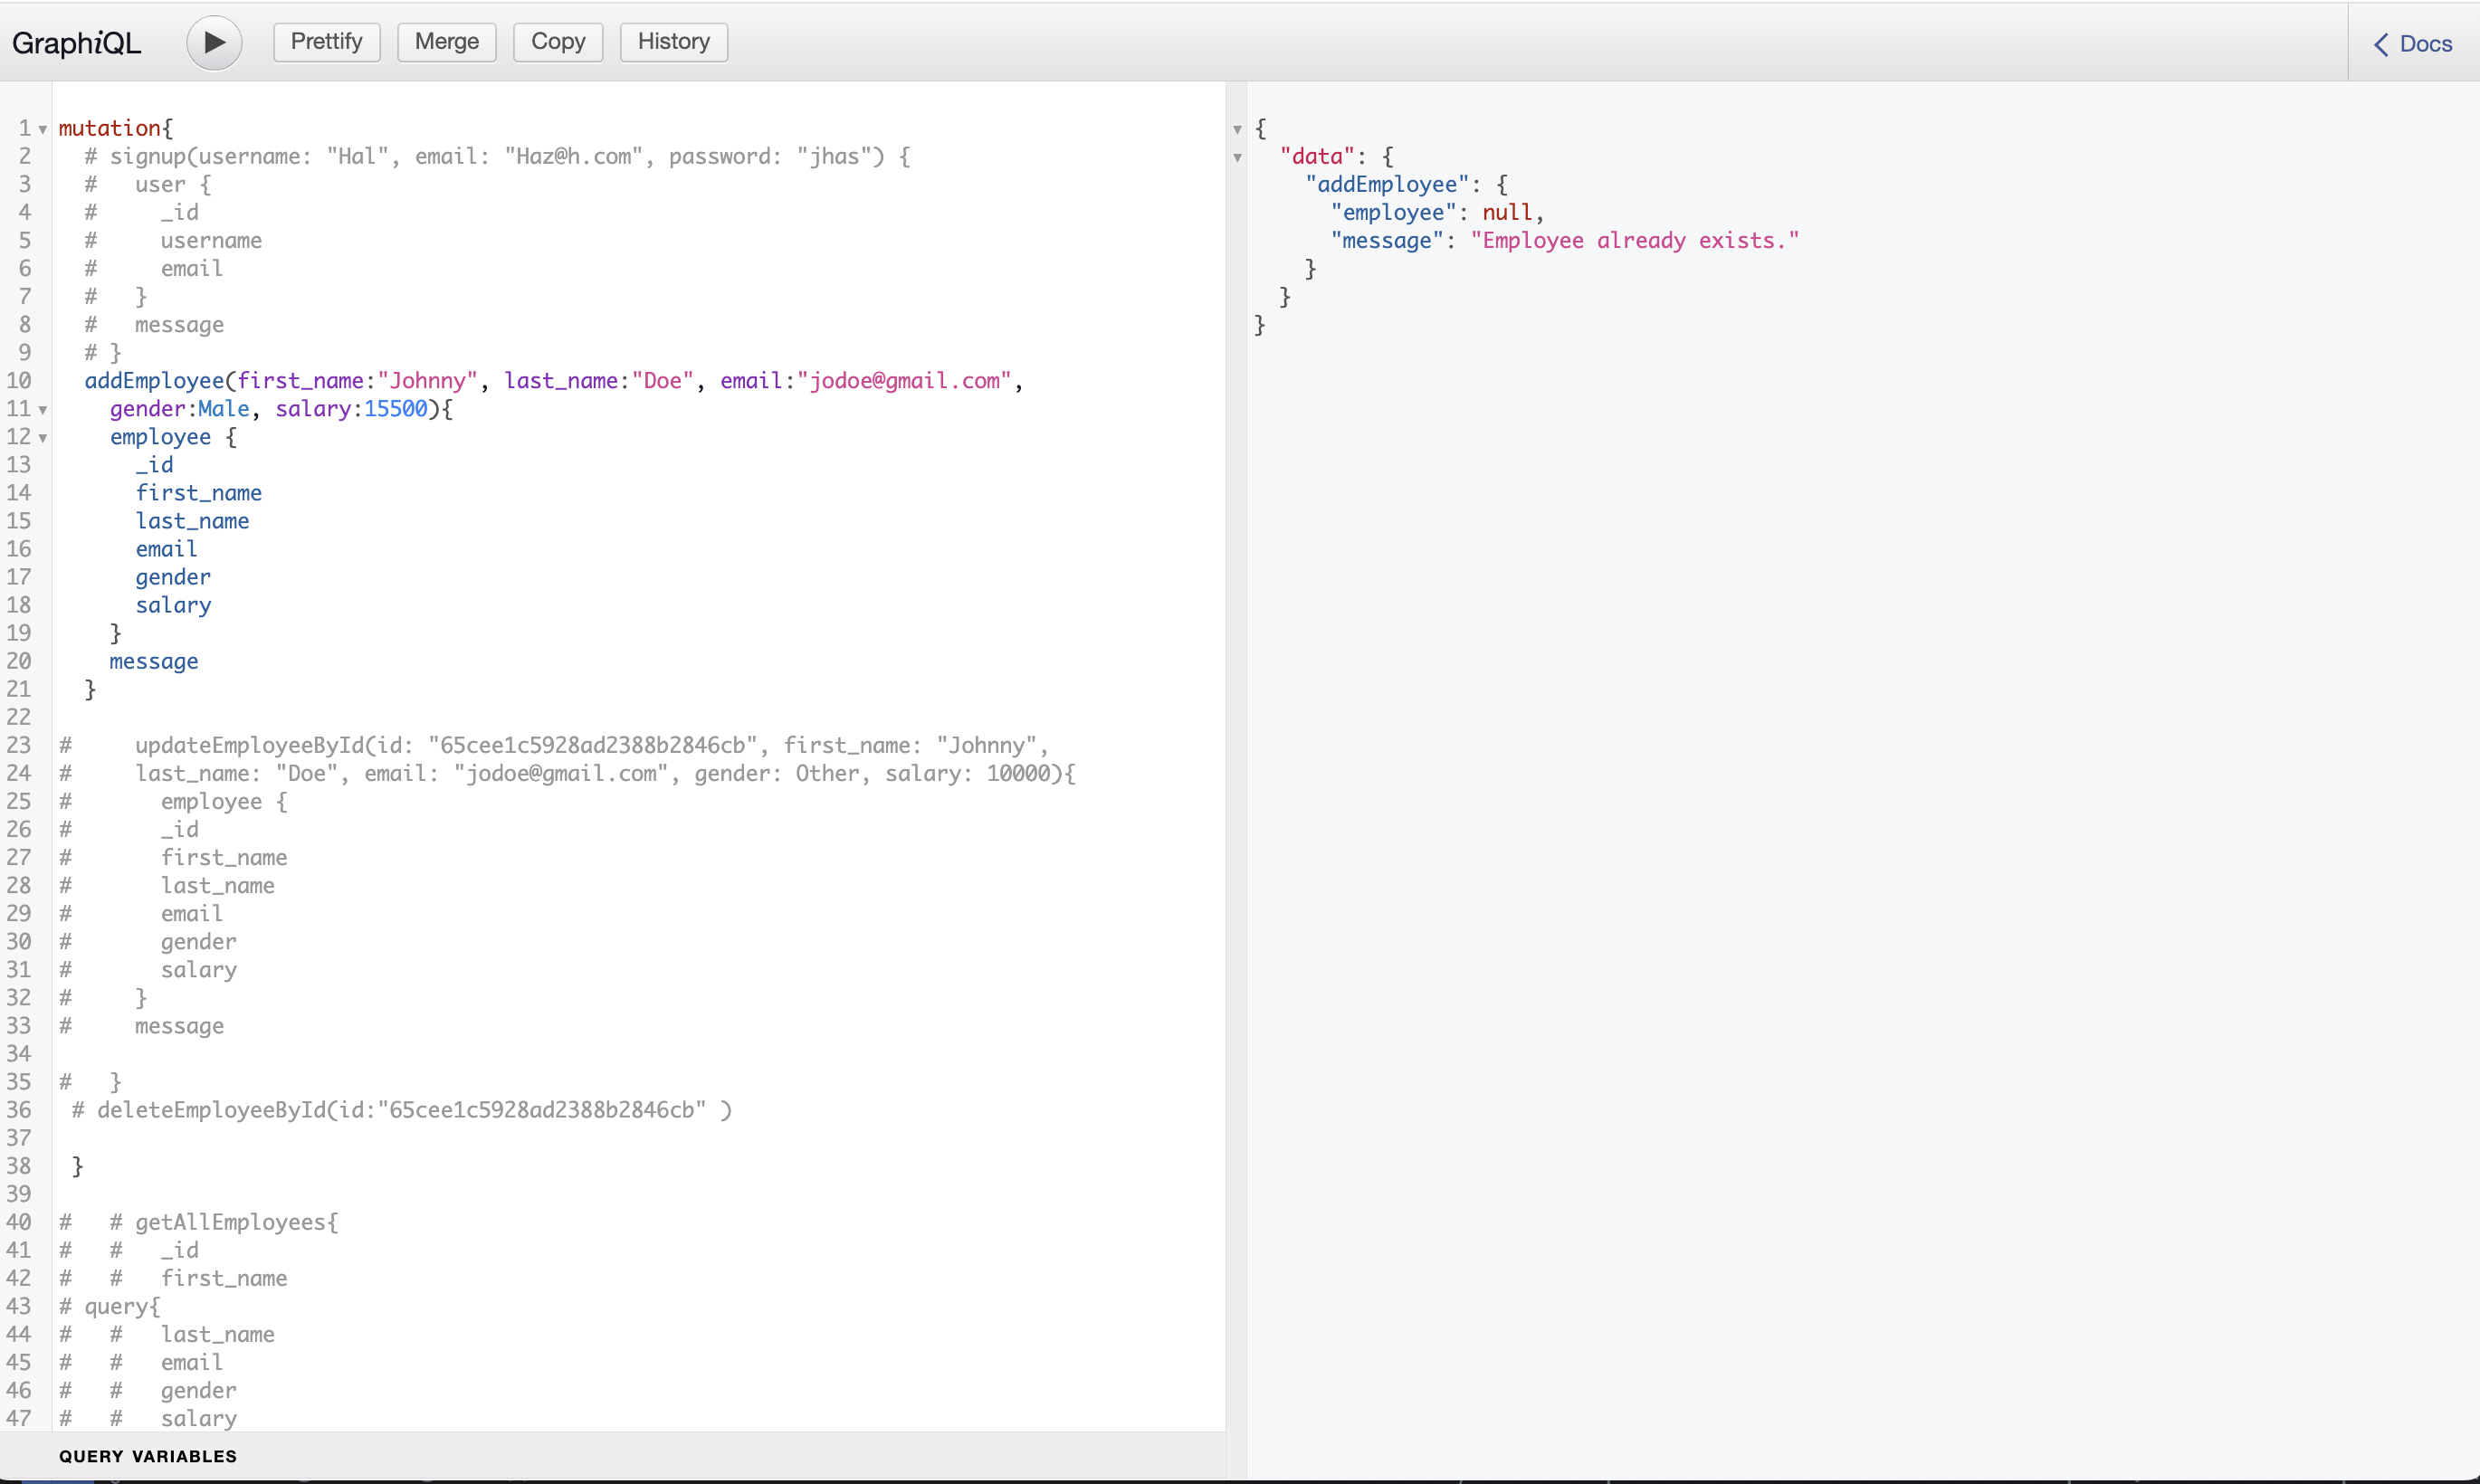 GraphiQL Prettify Merge Copy History Docs
1 mutation{
2   # signup(username: "Hal", email: "Haz@h.com", password: "jhas") {
3   #   user {
4   #     _id
5   #     username
6   #     email
7   #   }
8   #   message
9   # }
10   addEmployee(first_name:"Johnny", last_name:"Doe", email:"jodoe@gmail.com",
11     gender:Male, salary:15500){
12     employee {
13       _id
14       first_name
15       last_name
16       email
17       gender
18       salary
19     }
20     message
21   }
22
23 #     updateEmployeeById(id: "65cee1c5928ad2388b2846cb", first_name: "Johnny",
24 #     last_name: "Doe", email: "jodoe@gmail.com", gender: Other, salary: 10000){
25 #       employee {
26 #       _id
27 #       first_name
28 #       last_name
29 #       email
30 #       gender
31 #       salary
32 #     }
33 #     message
34
35 #   }
36  # deleteEmployeeById(id:"65cee1c5928ad2388b2846cb" )
37
38  }
39
40 #   # getAllEmployees{
41 #   #   _id
42 #   #   first_name
43 # query{
44 #   #   last_name
45 #   #   email
46 #   #   gender
47 #   #   salary
QUERY VARIABLES
{
  "data": {
    "addEmployee": {
      "employee": null,
      "message": "Employee already exists."
    }
  }
}